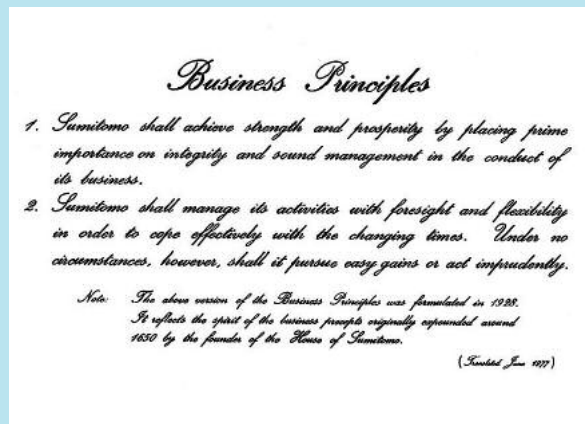 Business Principles
1. Sumitomo shall achieve strength and prosperity by placing prime
importance on integrity and sound management in the conduct of
its business.
2. Sumitomo shall manage its activities with foresight and flexibility
in order to cope effectively with the changing times. Under no
circumstances, however, shall it pursue easy gains or act imprudently.
Note: The above version of the Business Principles was formulated in 1928.
It reflects the spirit of the business precepts originally expounded around
1650 by the founder of the House of Sumitomo.
(Translated June 1977)